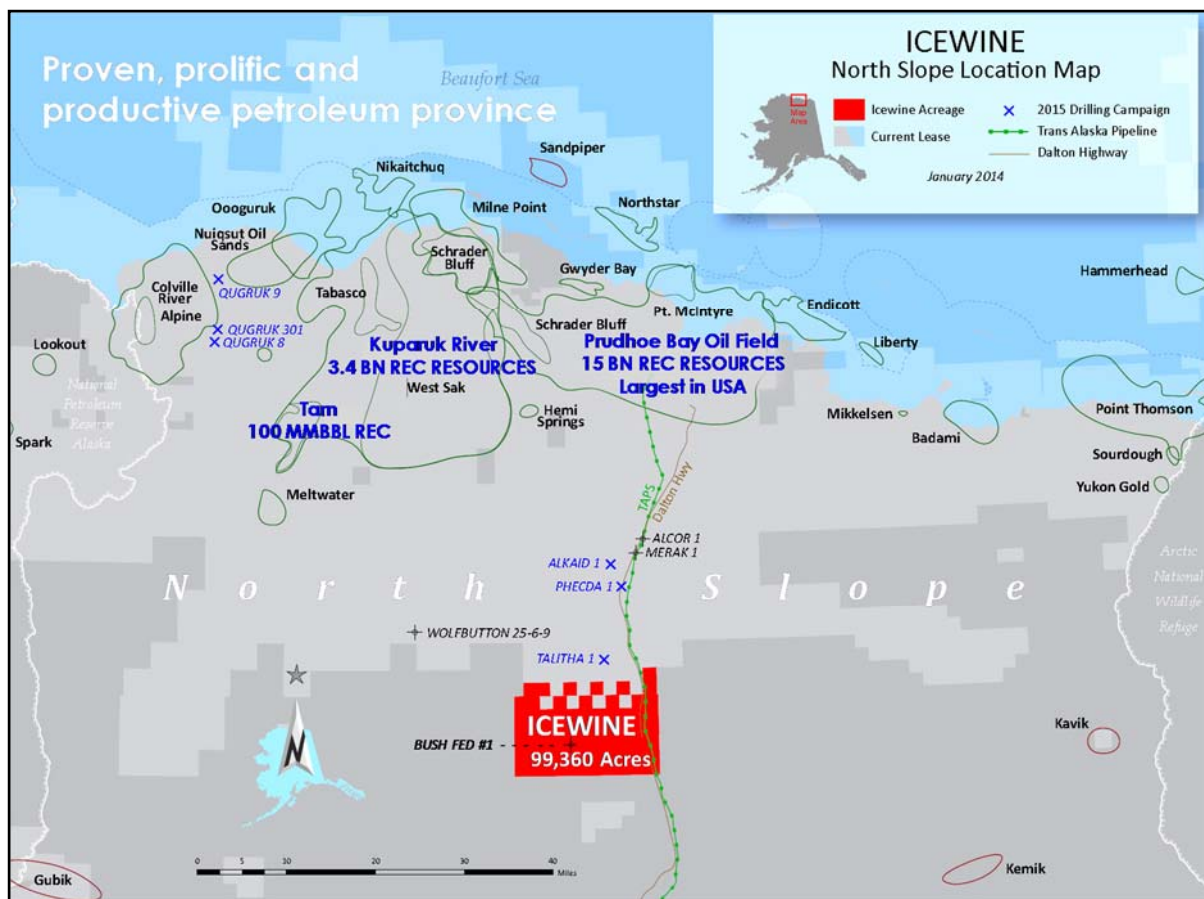 Proven, prolific and
productive petroleum province
Beaufort Sea
ICEWINE
North Slope Location Map
Map
Area
Icewine Acreage
Current Lease
2015 Drilling Campaign
Trans Alaska Pipeline
Dalton Highway
January 2014
Sandpiper
Nikaitchuq
Oooguruk
Milne Point
Northstar
Nuiqsut Oil
Sands
Schrader
Bluff
Gwyder Bay
Hammerhead
Colville
River
Alpine
QUGRUK 9
Tabasco
Pt. McIntyre
Endicott
QUGRUK 301
QUGRUK 8
Schrader Bluff
Liberty
Lookout
Kuparuk River
3.4 BN REC RESOURCES
West Sak
Prudhoe Bay Oil Field
15 BN REC RESOURCES
Largest in USA
National
Petroleum
Reserve
Alaska
Tarn
100 MMBBL REC
Hemi
Springs
Mikkelsen
Badami
Point Thomson
Spark
Sourdough
Meltwater
Yukon Gold
TAPS
Dalton Hwy
ALCOR 1
MERAK 1
ALKAID 1
PHECDA 1
North Slope
Arctic
National
Wildlife
Refuge
WOLFBUTTON 25-6-9
TALITHA 1
N
ICEWINE
BUSH FED #1
99,360 Acres
Kavik
0 5 10 20 30 40
Miles
Gubik
Kemik